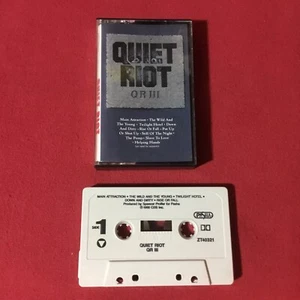 QUIET
RIOT
QR III
Main Attraction • The Wild And
The Young • Twilight Hotel • Down
And Dirty • Rise Or Fall • Put Up
Or Shut Up • Still Of The Night •
The Pump • Slave To Love
• Helping Hands
MAIN ATTRACTION • THE WILD AND THE YOUNG • TWILIGHT HOTEL •
DOWN AND DIRTY • RISE OR FALL.
Produced by Spencer Proffer for Pasha
SIDE 1
ZT40321
QUIET RIOT
QR III